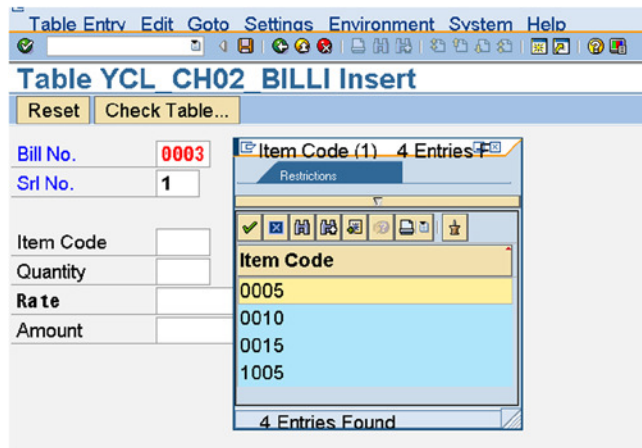 Table Entry Edit Goto Settings Environment System Help
Table YCL_CH02_BILLI Insert
Reset Check Table...
Bill No. 0003
Srl No. 1
Item Code
Quantity
Rate
Amount
Item Code (1) 4 Entries F
Restrictions
Item Code
0005
0010
0015
1005
4 Entries Found